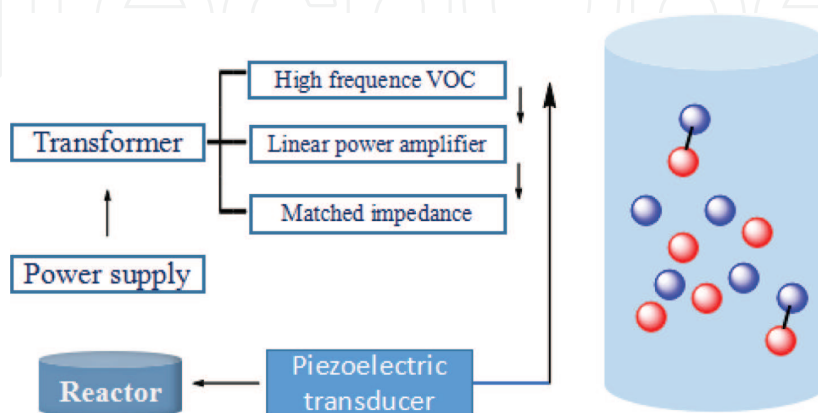 High frequence VOC
Transformer
Linear power amplifier
Matched impedance
Power supply
Reactor
Piezoelectric
transducer